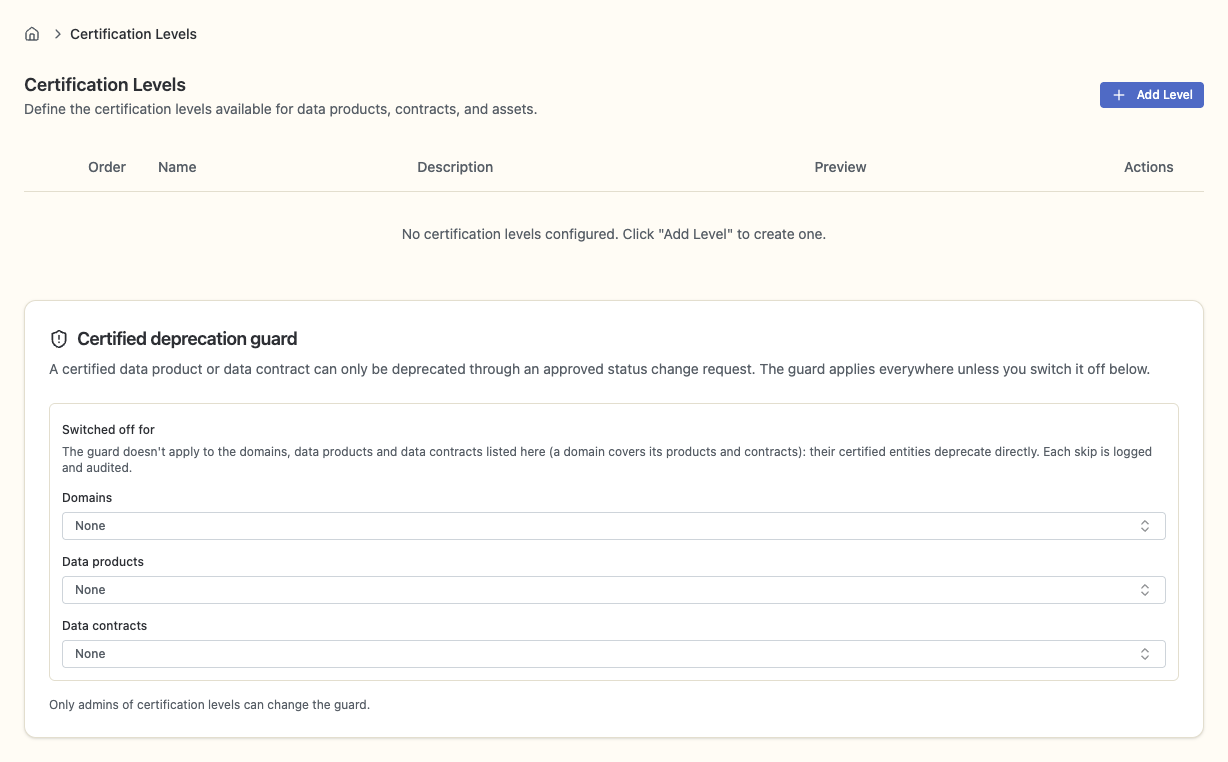 Certification Levels
Certification Levels
Define the certification levels available for data products, contracts, and assets.
Add Level
Order Name Description Preview Actions
No certification levels configured. Click "Add Level" to create one.
Certified deprecation guard
A certified data product or data contract can only be deprecated through an approved status change request. The guard applies everywhere unless you switch it off below.
Switched off for
The guard doesn't apply to the domains, data products and data contracts listed here (a domain covers its products and contracts): their certified entities deprecate directly. Each skip is logged
and audited.
Domains
None
Data products
None
Data contracts
None
Only admins of certification levels can change the guard.